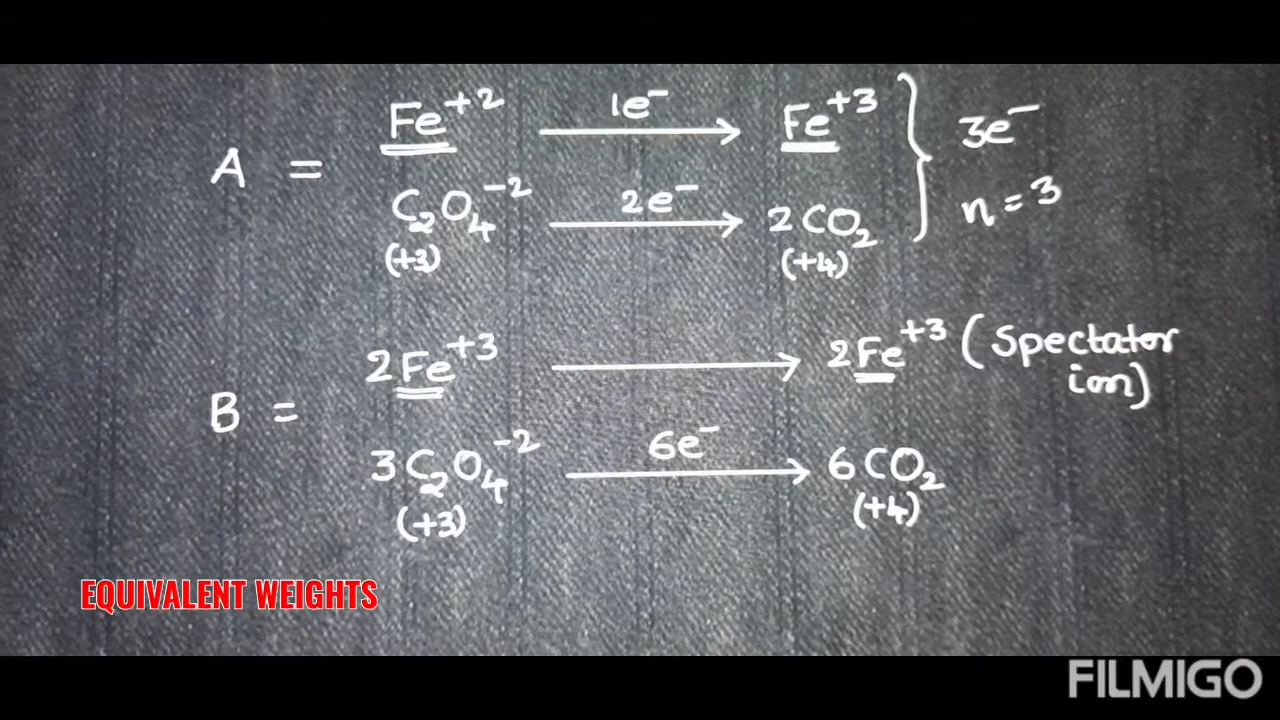 A = Fe⁺² 1e⁻ → Fe⁺³
C₂O₄⁻² 2e⁻ → 2CO₂
(+3) (+4)
3e⁻
n = 3
B = 2Fe⁺³ → 2Fe⁺³ (Spectator
ion)
3C₂O₄⁻² 6e⁻ → 6CO₂
(+3) (+4)
EQUIVALENT WEIGHTS
FILMIGO